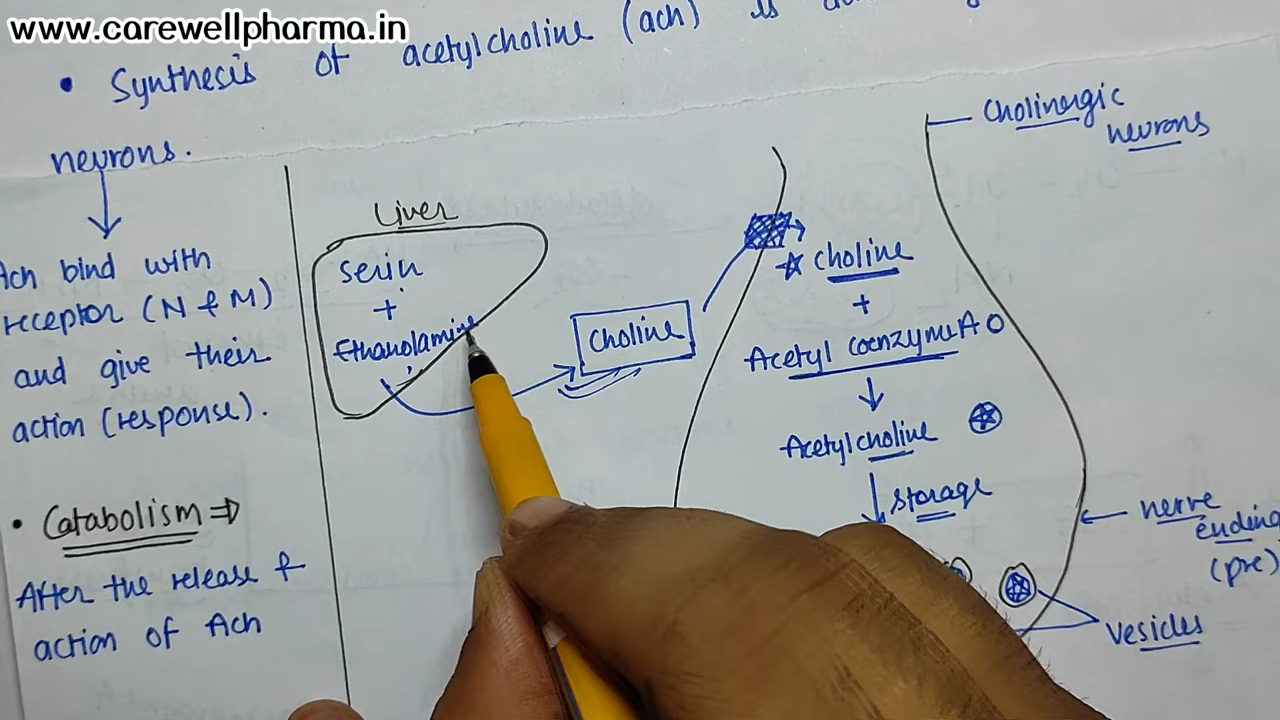 www.carewellpharma.in
• Synthesis of acetylcholine (ach) is
neurons.
Ach bind with
receptor (N & M)
and give their
action (response).
• Catabolism ⇒
After the release &
action of Ach
Liver
Serin
+
Ethanolamine
Choline
Cholinergic
neurons
choline
+
Acetyl coenzyme A
Acetylcholine
storage
nerve
ending
(pre)
vesicles